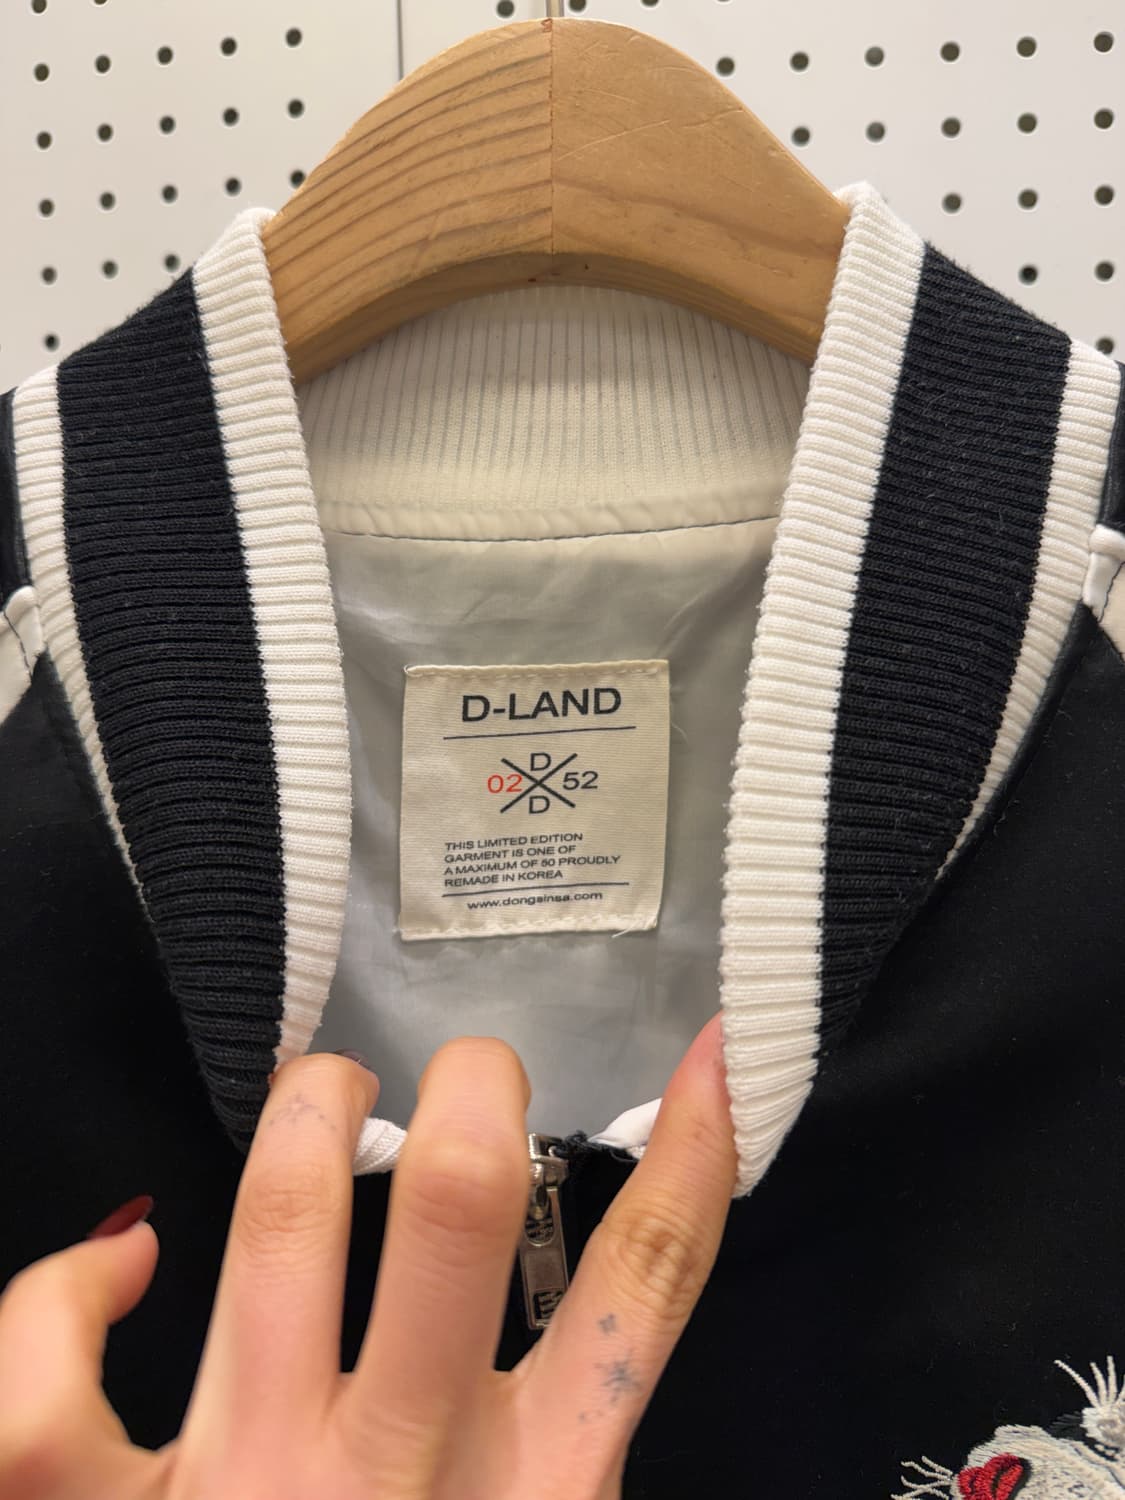 D-LAND
D
02 52
D
THIS LIMITED EDITION
GARMENT IS ONE OF
A MAXIMUM OF 50 PROUDLY
REMADE IN KOREA
www.dongsinsa.com